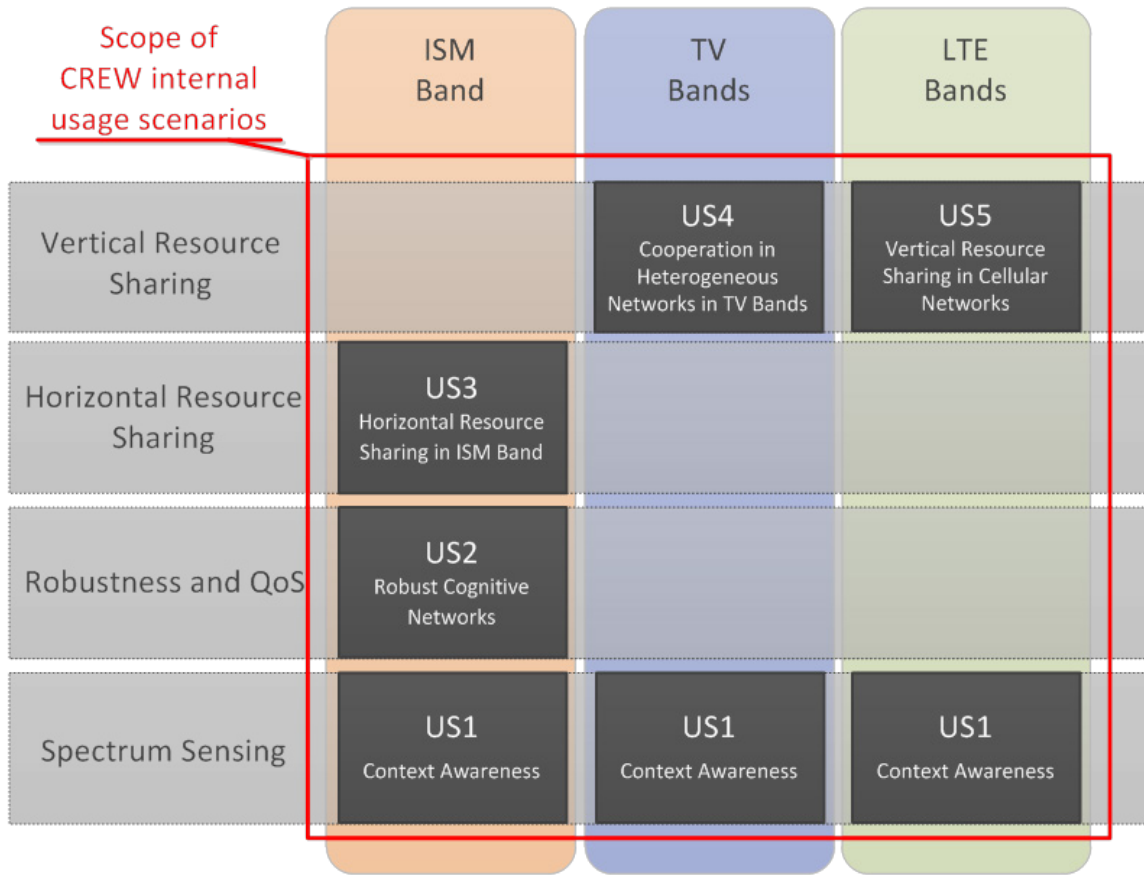 Scope of
CREW internal
usage scenarios
ISM
Band
TV
Bands
LTE
Bands
Vertical Resource
Sharing
US4
Cooperation in
Heterogeneous
Networks in TV Bands
US5
Vertical Resource
Sharing in Cellular
Networks
Horizontal Resource
Sharing
US3
Horizontal Resource
Sharing in ISM Band
Robustness and QoS
US2
Robust Cognitive
Networks
Spectrum Sensing
US1
Context Awareness
US1
Context Awareness
US1
Context Awareness